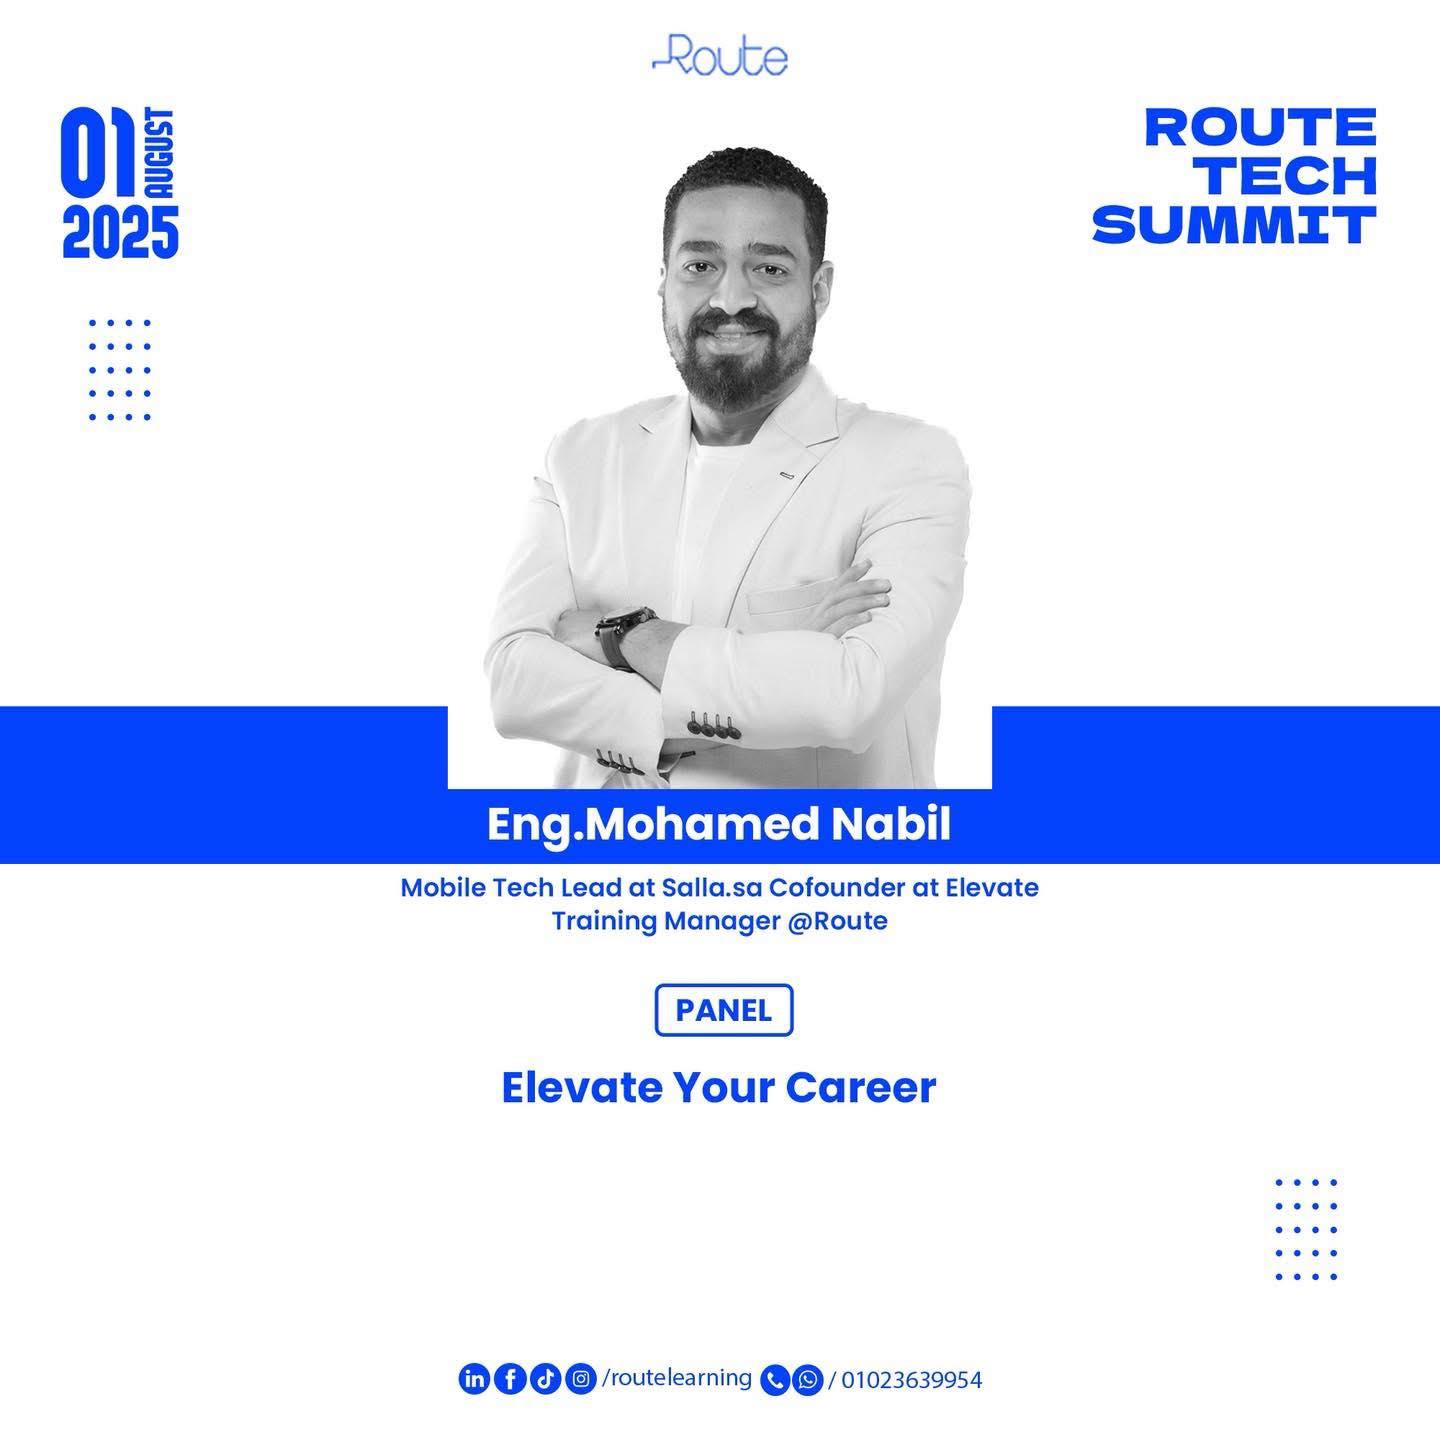 Route
01 AUGUST
2025
ROUTE
TECH
SUMMIT
Eng.Mohamed Nabil
Mobile Tech Lead at Salla.sa Cofounder at Elevate
Training Manager @Route
PANEL
Elevate Your Career
/routelearning / 01023639954